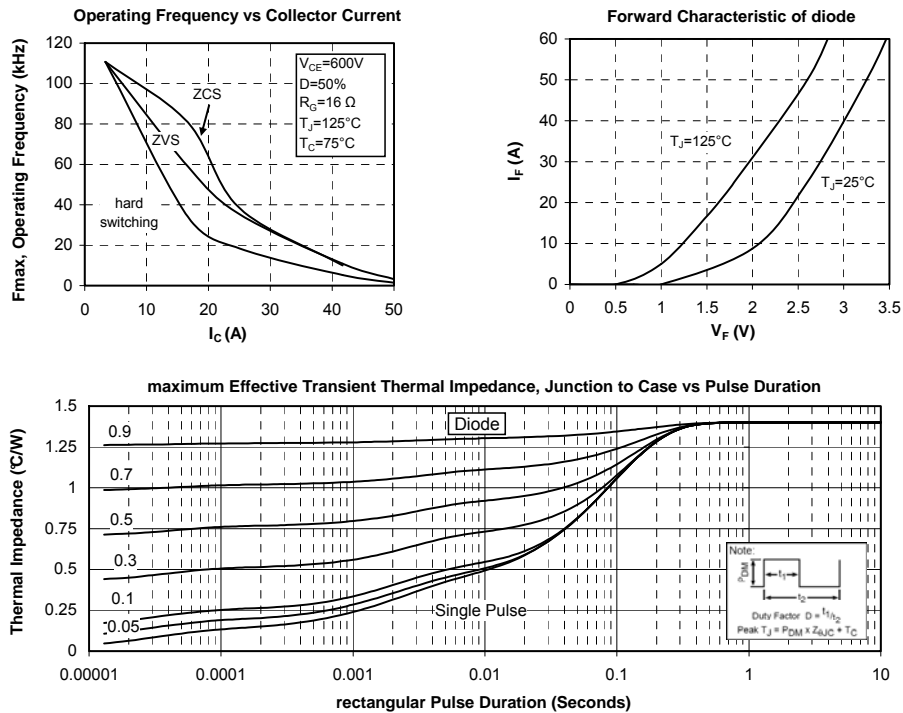 Operating Frequency vs Collector Current
Fmax, Operating Frequency (kHz)
120
100
80
60
40
20
0
V_CE=600V
D=50%
R_G=16 Ω
T_J=125°C
T_C=75°C
ZCS
ZVS
hard
switching
0 10 20 30 40 50
I_C (A)
Forward Characteristic of diode
I_F (A)
60
50
40
30
20
10
0
T_J=125°C
T_J=25°C
0 0.5 1 1.5 2 2.5 3 3.5
V_F (V)
maximum Effective Transient Thermal Impedance, Junction to Case vs Pulse Duration
Thermal Impedance (°C/W)
1.5
1.25
1
0.75
0.5
0.25
0
Diode
0.9
0.7
0.5
0.3
0.1
0.05
Single Pulse
Note:
P_DM
t_1
t_2
Duty Factor D = t_1/t_2
Peak T_J = P_DM x Z_θJC + T_C
0.00001 0.0001 0.001 0.01 0.1 1 10
rectangular Pulse Duration (Seconds)